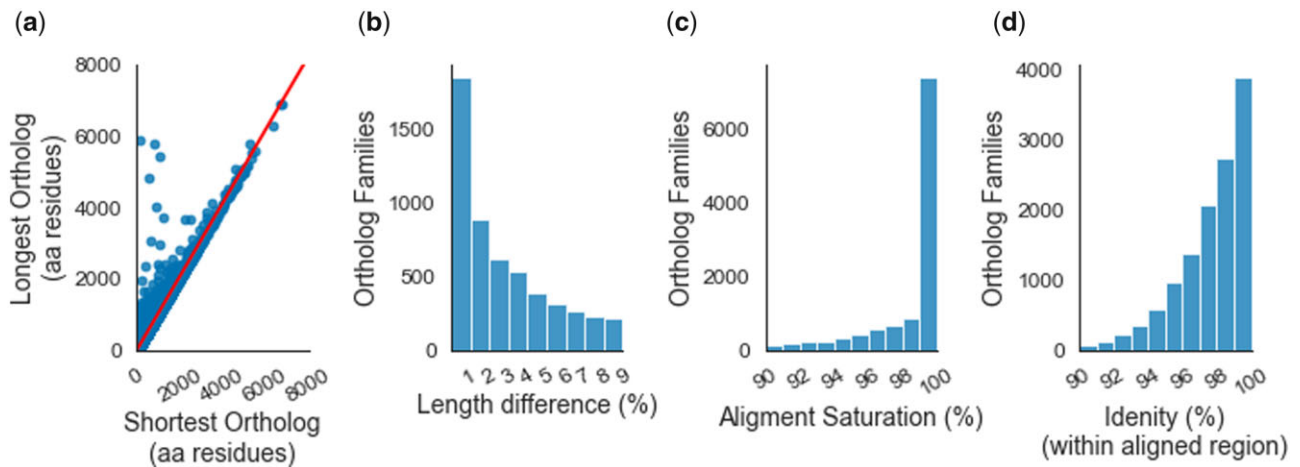 (a)
8000
6000
4000
2000
0
Longest Ortholog
(aa residues)
0
2000
4000
6000
8000
Shortest Ortholog
(aa residues)
(b)
1500
1000
500
0
Ortholog Families
1
2
3
4
5
6
7
8
9
Length difference (%)
(c)
6000
4000
2000
0
Ortholog Families
90
92
94
96
98
100
Aligment Saturation (%)
(d)
4000
3000
2000
1000
0
Ortholog Families
90
92
94
96
98
100
Idenity (%)
(within aligned region)